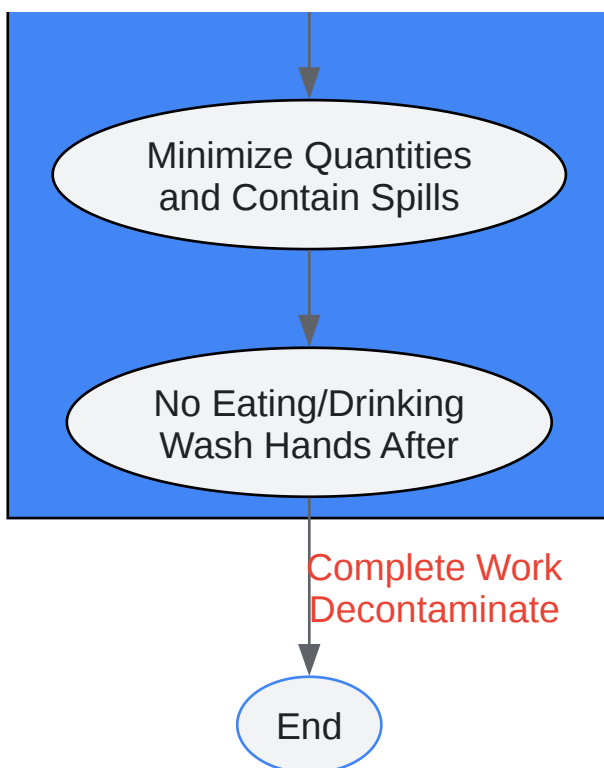 Minimize Quantities
and Contain Spills
No Eating/Drinking
Wash Hands After
Complete Work
Decontaminate
End